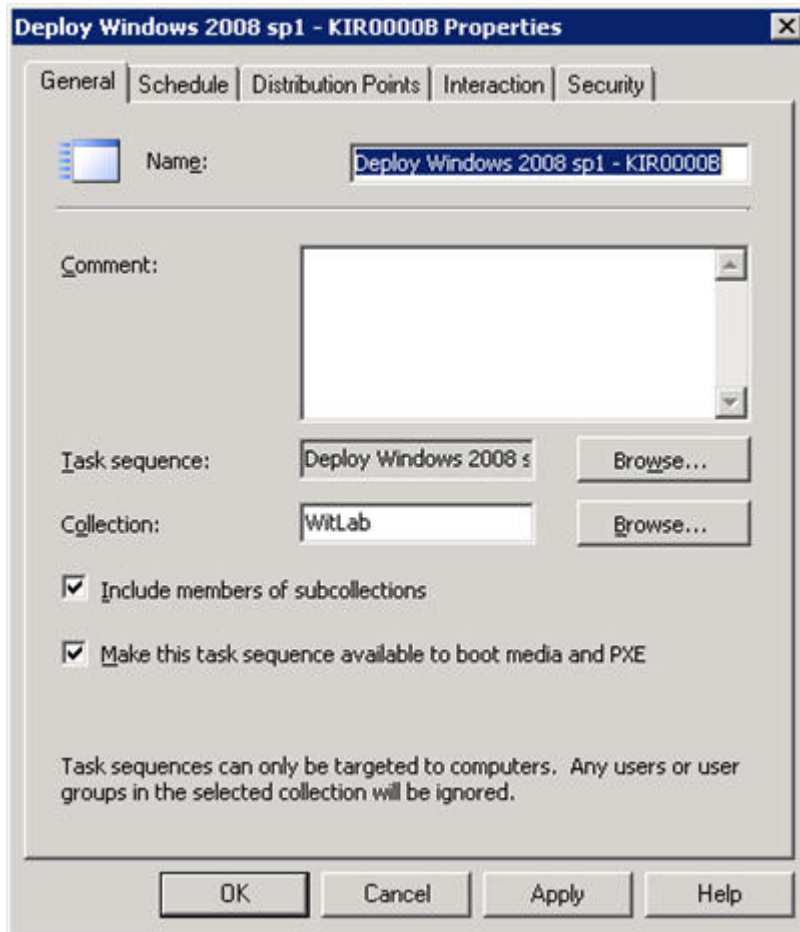 Deploy Windows 2008 sp1 - KIR0000B Properties
General Schedule Distribution Points Interaction Security
Name: Deploy Windows 2008 sp1 - KIR0000B
Comment:
Task sequence: Deploy Windows 2008 s Browse...
Collection: WitLab Browse...
Include members of subcollections
Make this task sequence available to boot media and PXE
Task sequences can only be targeted to computers. Any users or user
groups in the selected collection will be ignored.
OK Cancel Apply Help